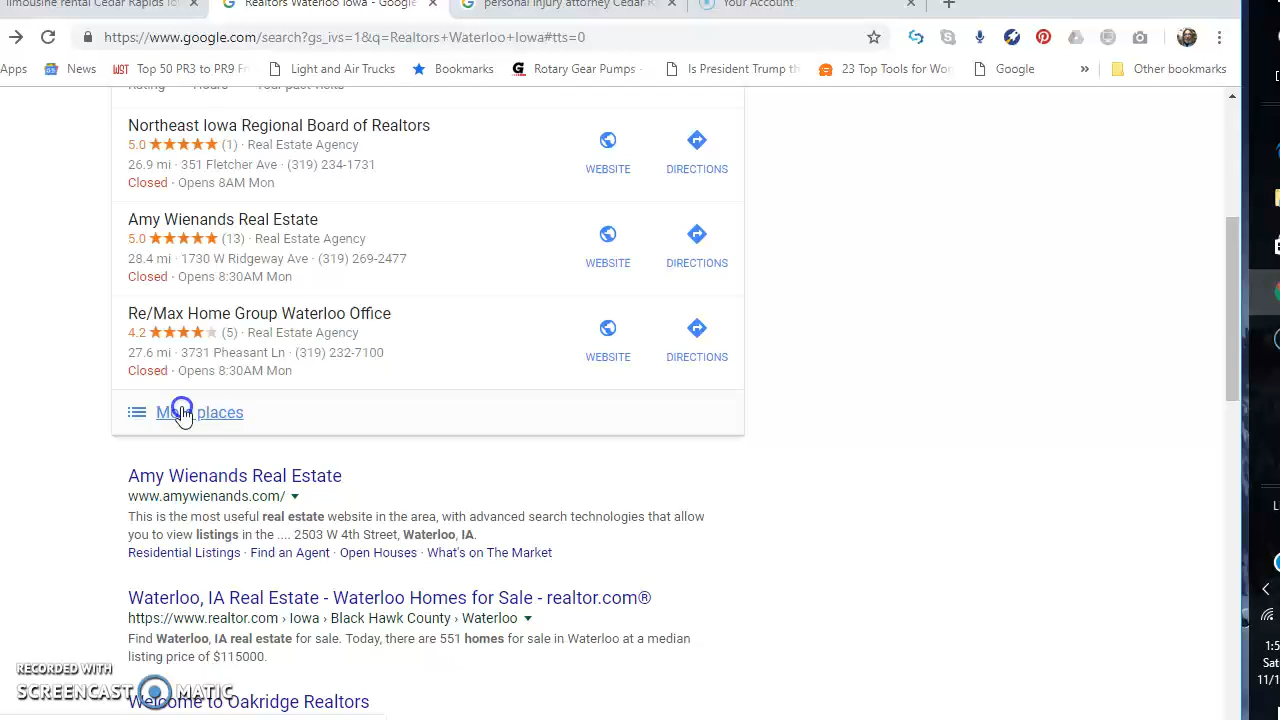 limousine rental Cedar Rapids Io
Realtors Waterloo Iowa - Google
personal injury attorney Cedar R
Your Account
https://www.google.com/search?gs_ivs=1&q=Realtors+Waterloo+Iowa#tts=0
Apps
News
Top 50 PR3 to PR9 Fr
Light and Air Trucks
Bookmarks
Rotary Gear Pumps -
Is President Trump th
23 Top Tools for Wor
Google
»
Other bookmarks
Rating Hours Your past visits
Northeast Iowa Regional Board of Realtors
5.0 ★★★★★ (1) · Real Estate Agency
26.9 mi · 351 Fletcher Ave · (319) 234-1731
Closed · Opens 8AM Mon
WEBSITE
DIRECTIONS
Amy Wienands Real Estate
5.0 ★★★★★ (13) · Real Estate Agency
28.4 mi · 1730 W Ridgeway Ave · (319) 269-2477
Closed · Opens 8:30AM Mon
WEBSITE
DIRECTIONS
Re/Max Home Group Waterloo Office
4.2 ★★★★★ (5) · Real Estate Agency
27.6 mi · 3731 Pheasant Ln · (319) 232-7100
Closed · Opens 8:30AM Mon
WEBSITE
DIRECTIONS
More places
Amy Wienands Real Estate
www.amywienands.com/
This is the most useful real estate website in the area, with advanced search technologies that allow
you to view listings in the .... 2503 W 4th Street, Waterloo, IA.
Residential Listings · Find an Agent · Open Houses · What's on The Market
Waterloo, IA Real Estate - Waterloo Homes for Sale - realtor.com®
https://www.realtor.com › Iowa › Black Hawk County › Waterloo
Find Waterloo, IA real estate for sale. Today, there are 551 homes for sale in Waterloo at a median
listing price of $115000.
Welcome to Oakridge Realtors
RECORDED WITH
SCREENCAST MATIC
1:5
Sat
11/1